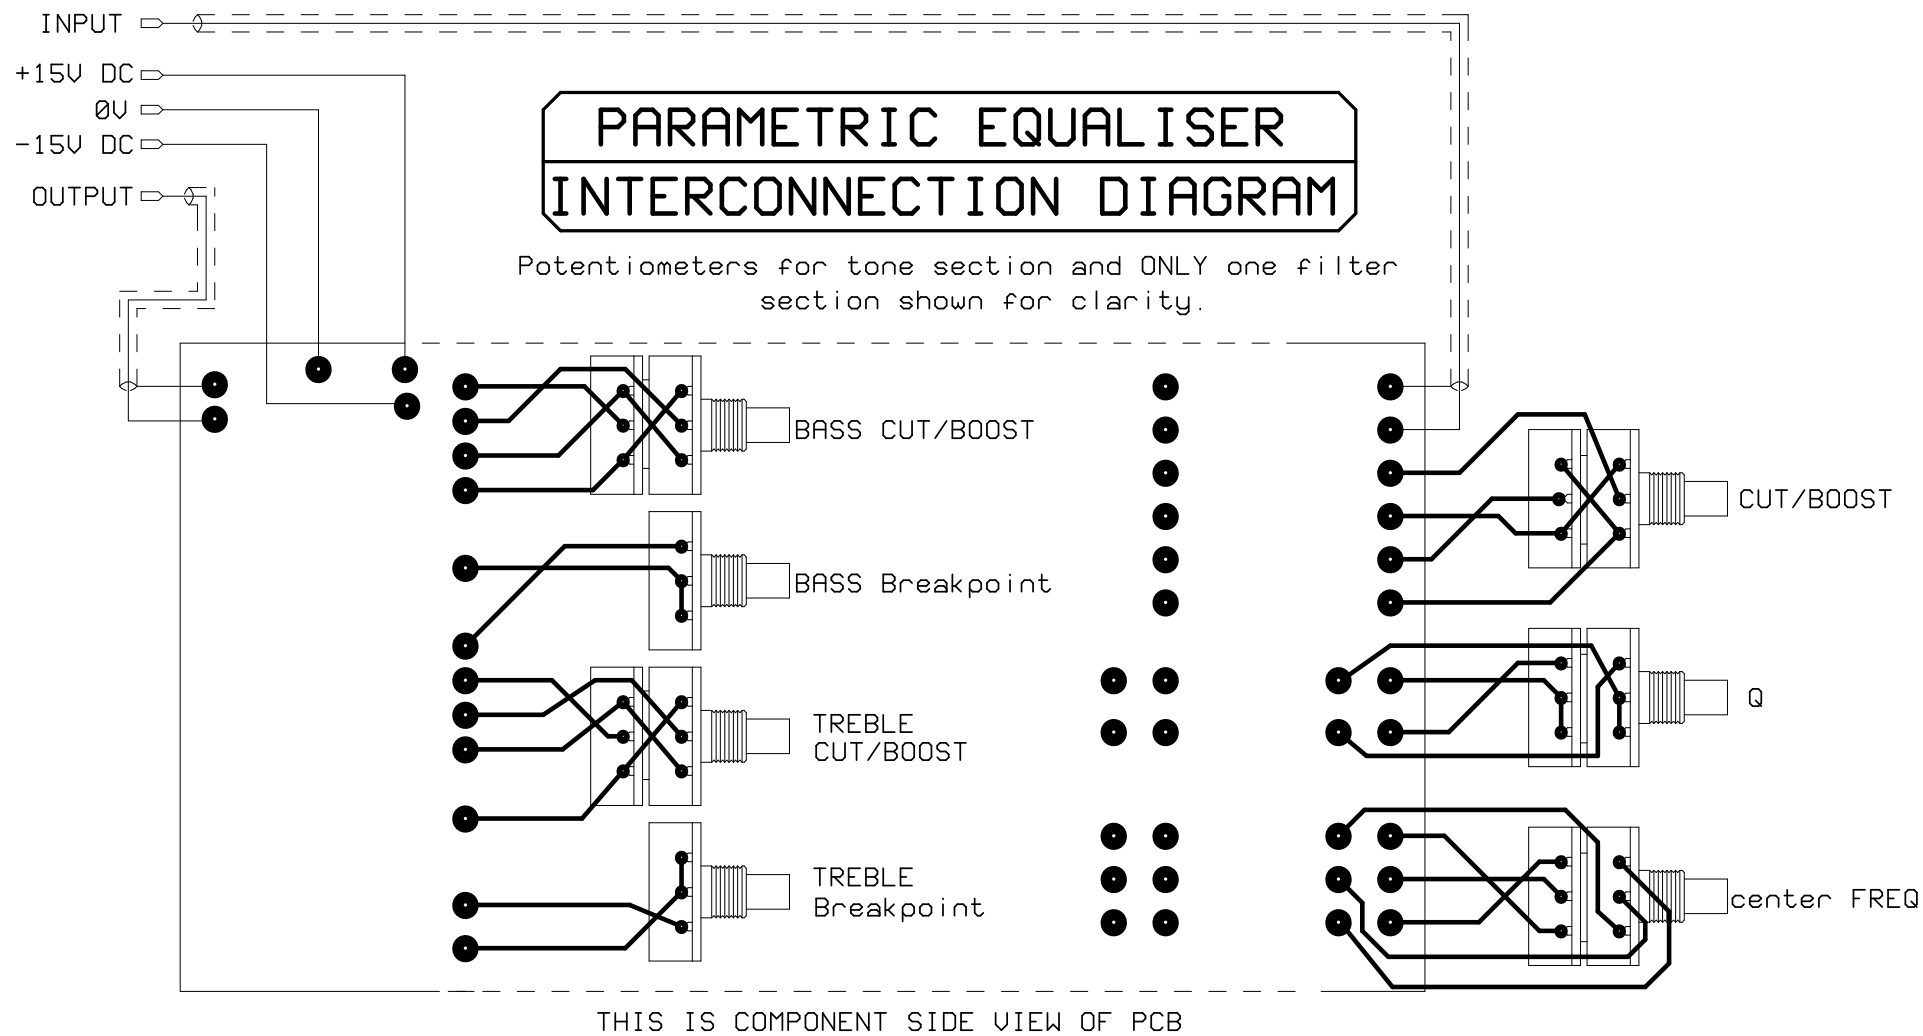 INPUT
+15V DC
0V
-15V DC
OUTPUT
PARAMETRIC EQUALISER
INTERCONNECTION DIAGRAM
Potentiometers for tone section and ONLY one filter
section shown for clarity.
BASS CUT/BOOST
BASS Breakpoint
TREBLE
CUT/BOOST
TREBLE
Breakpoint
CUT/BOOST
Q
center FREQ
THIS IS COMPONENT SIDE VIEW OF PCB